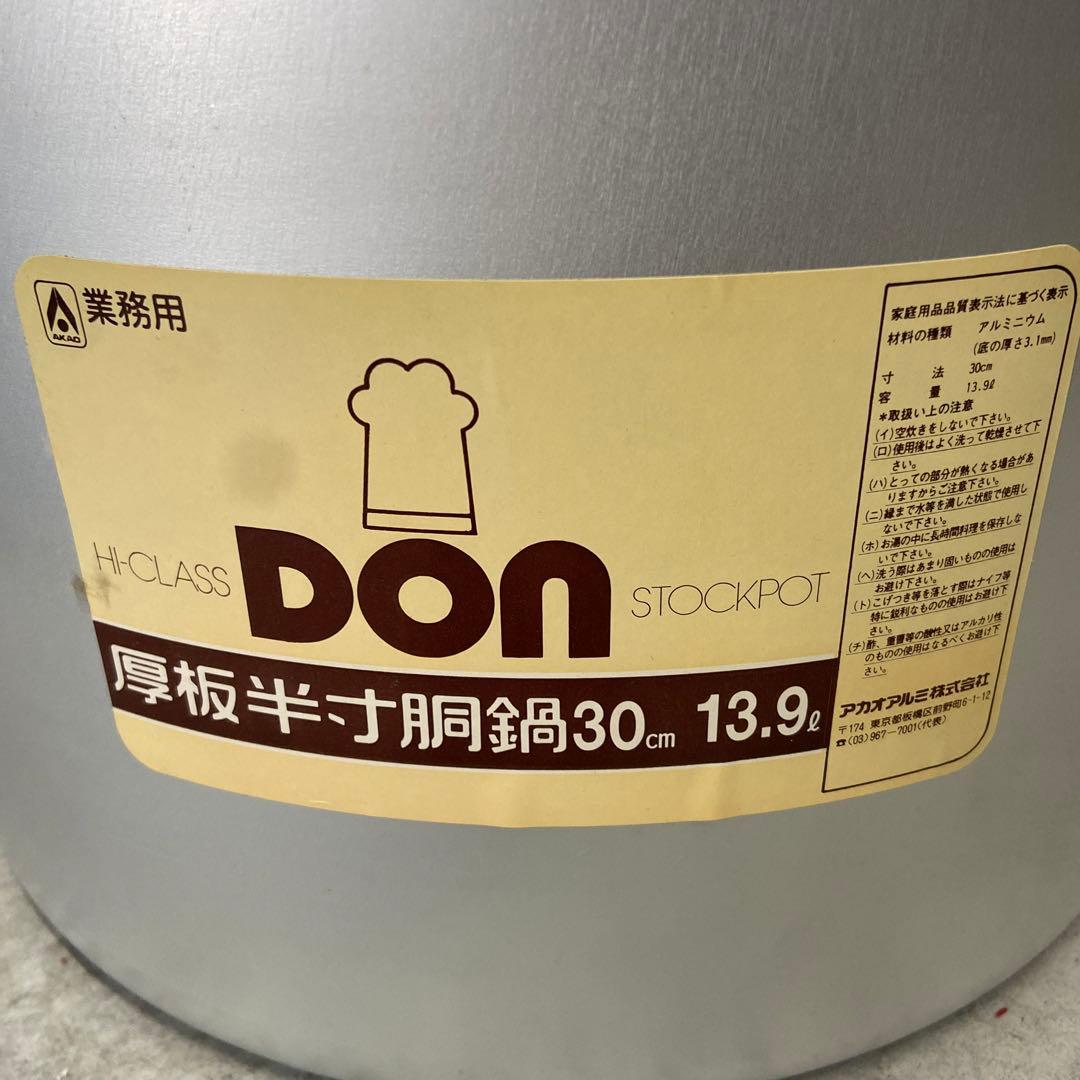 AKAO
業務用
HI-CLASS
DON
STOCKPOT
厚板半寸胴鍋30cm 13.9ℓ
家庭用品品質表示法に基づく表示
材料の種類 アルミニウム
(底の厚さ3.1mm)
寸法 30cm
容量 13.9ℓ
*取扱い上の注意
(イ)空炊きをしないで下さい。
(ロ)使用後はよく洗って乾燥させて下
さい。
(ハ)とっての部分が熱くなる場合があ
りますからご注意下さい。
(ニ)縁まで水等を満した状態で使用し
ないで下さい。
(ホ)お湯の中に長時間料理を保存しな
いで下さい。
(ヘ)洗う際はあまり固いものの使用は
お避け下さい。
(ト)こげつき等を落とす際はナイフ等
特に鋭利なものの使用はお避け下
さい。
(チ)酢、重曹等の酸性又はアルカリ性
のものの使用はなるべくお避け下
さい。
アカオアルミ株式会社
〒174 東京都板橋区前野町6-1-12
☎(03)967-7001(代表)